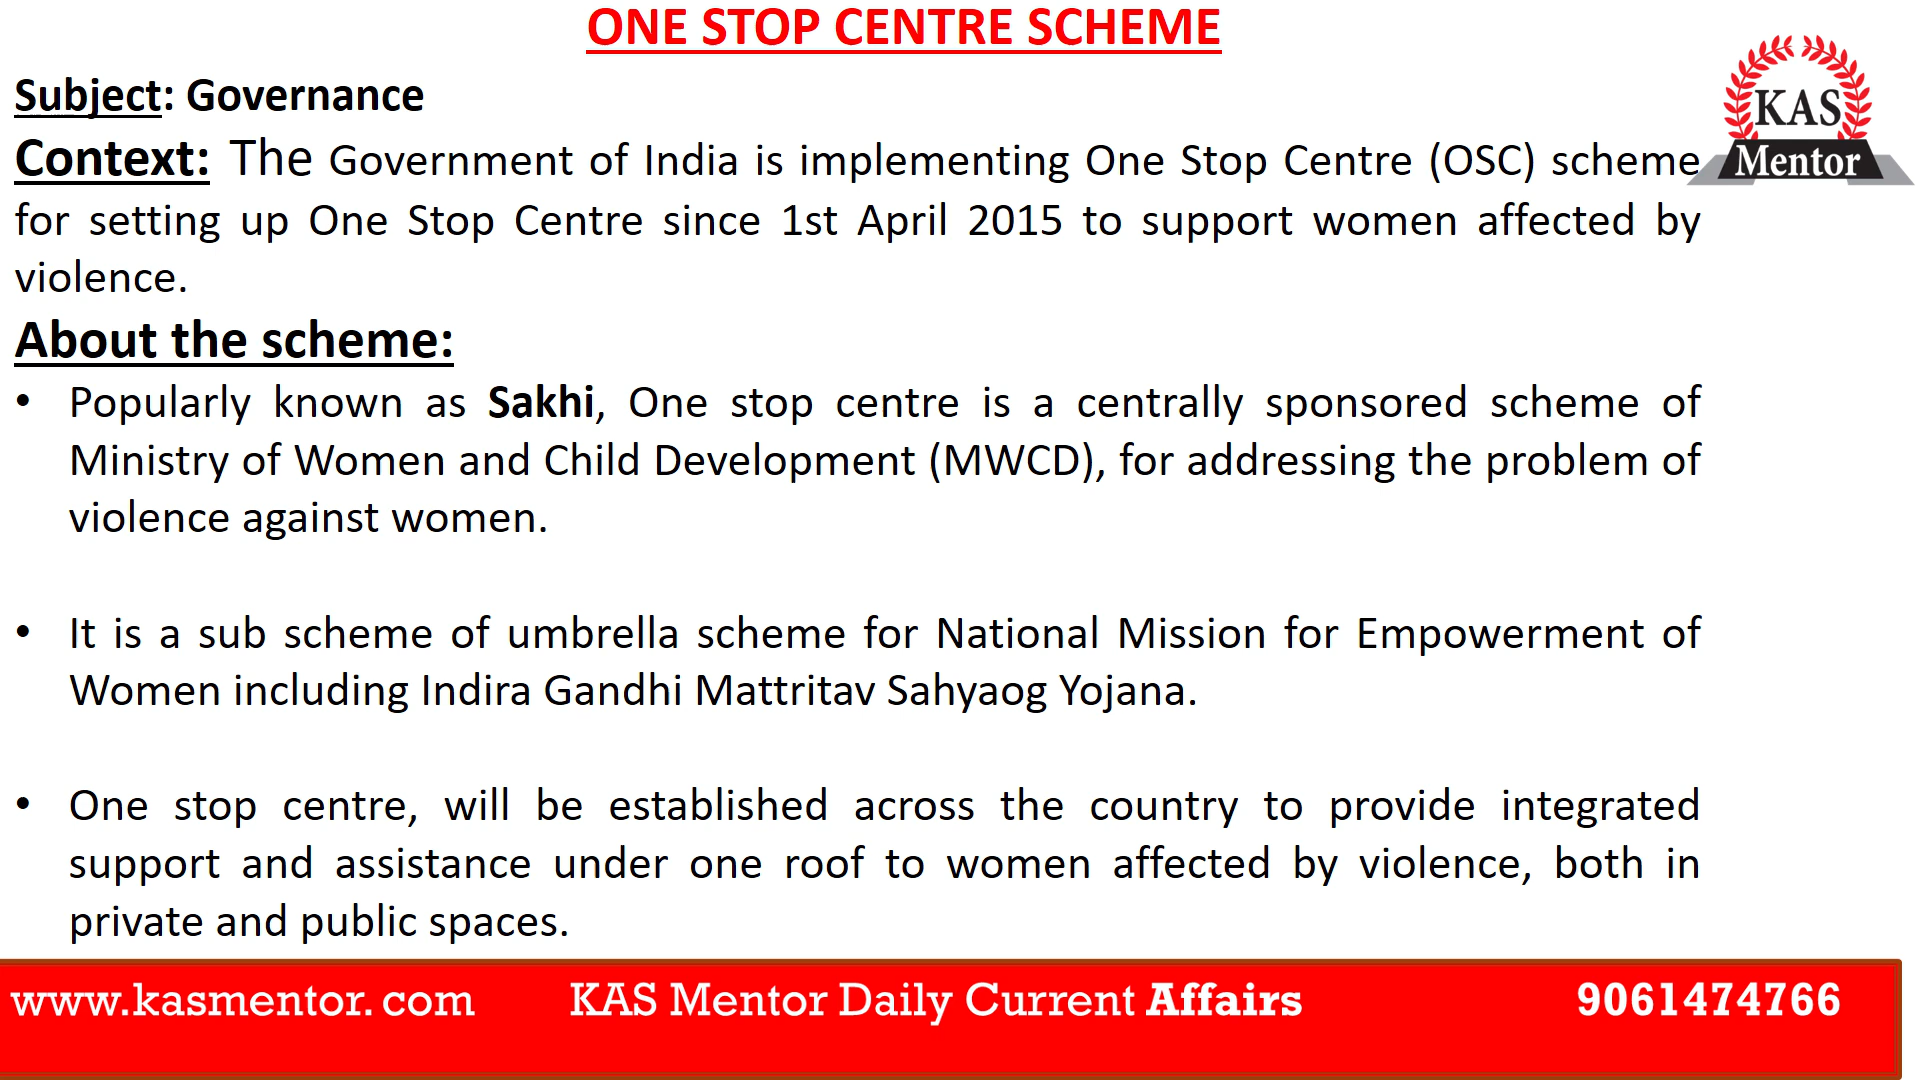 ONE STOP CENTRE SCHEME
KAS
Mentor
Subject: Governance
Context: The Government of India is implementing One Stop Centre (OSC) scheme
for setting up One Stop Centre since 1st April 2015 to support women affected by
violence.
About the scheme:
• Popularly known as Sakhi, One stop centre is a centrally sponsored scheme of
Ministry of Women and Child Development (MWCD), for addressing the problem of
violence against women.
• It is a sub scheme of umbrella scheme for National Mission for Empowerment of
Women including Indira Gandhi Mattritav Sahyaog Yojana.
• One stop centre, will be established across the country to provide integrated
support and assistance under one roof to women affected by violence, both in
private and public spaces.
www.kasmentor. com KAS Mentor Daily Current Affairs 9061474766